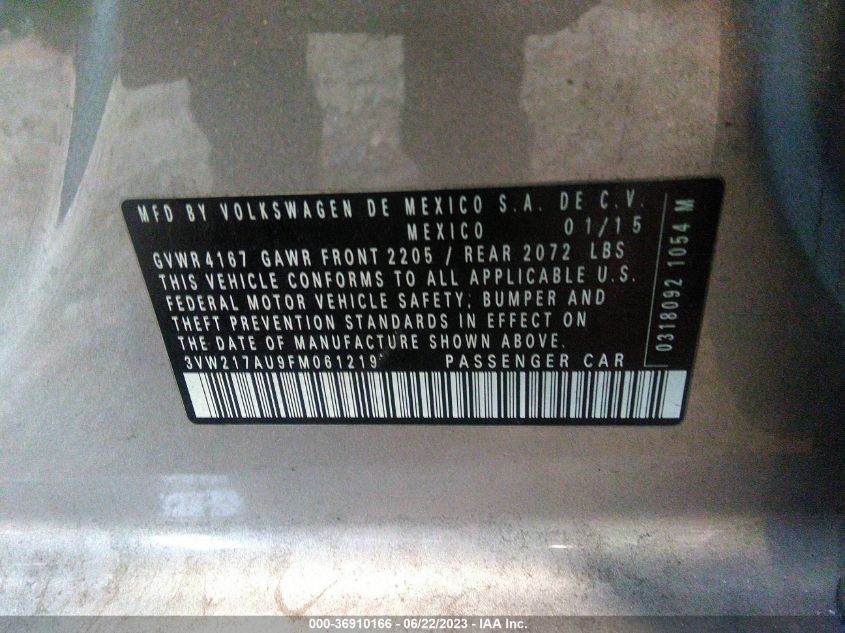 MFD BY VOLKSWAGEN DE MEXICO S.A. DE C.V.
MEXICO 01/15
GVWR 4167 GAWR FRONT 2205 / REAR 2072 LBS
THIS VEHICLE CONFORMS TO ALL APPLICABLE U.S.
FEDERAL MOTOR VEHICLE SAFETY, BUMPER AND
THEFT PREVENTION STANDARDS IN EFFECT ON
THE DATE OF MANUFACTURE SHOWN ABOVE.
3VW217AU9FM061219 PASSENGER CAR
0318092 1054 M
000-36910166 - 06/22/2023 - IAA Inc.